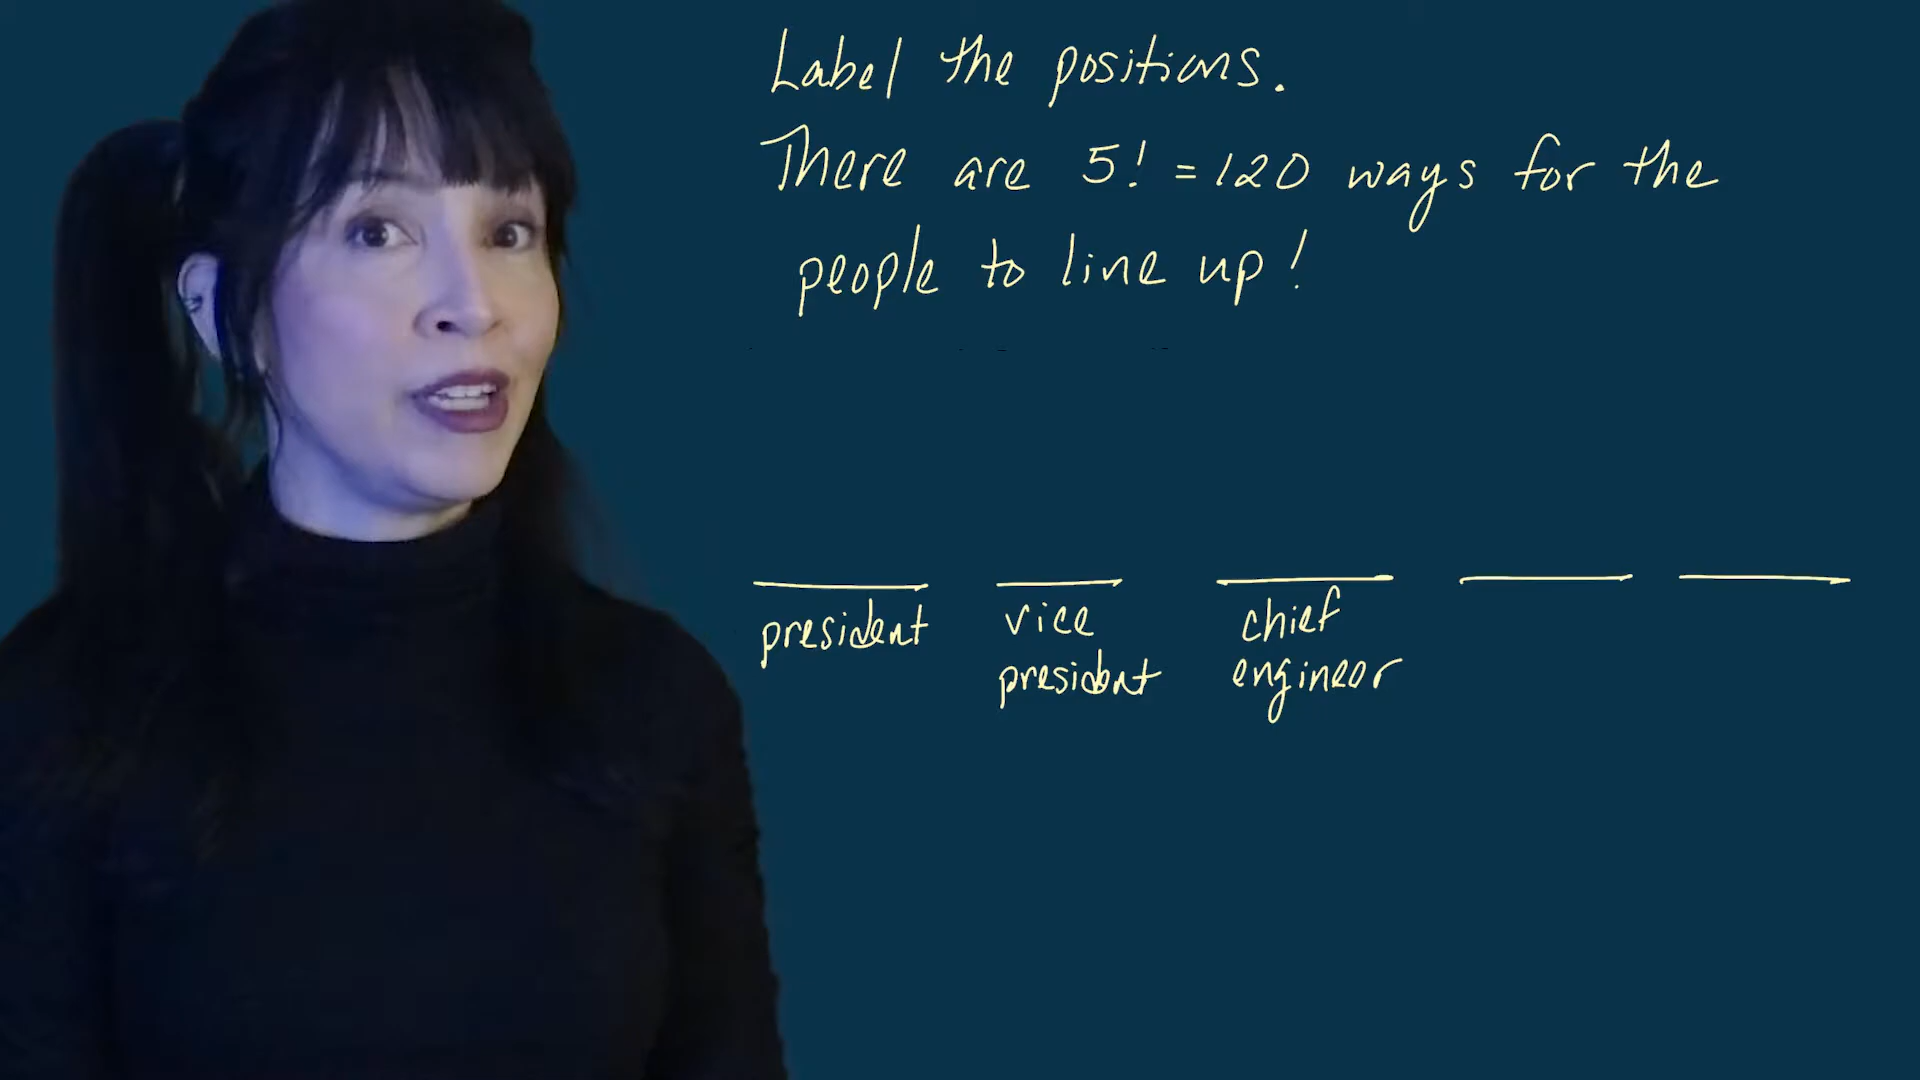 Label the positions.
There are 5! = 120 ways for the
people to line up!
president
vice
president
chief
engineer